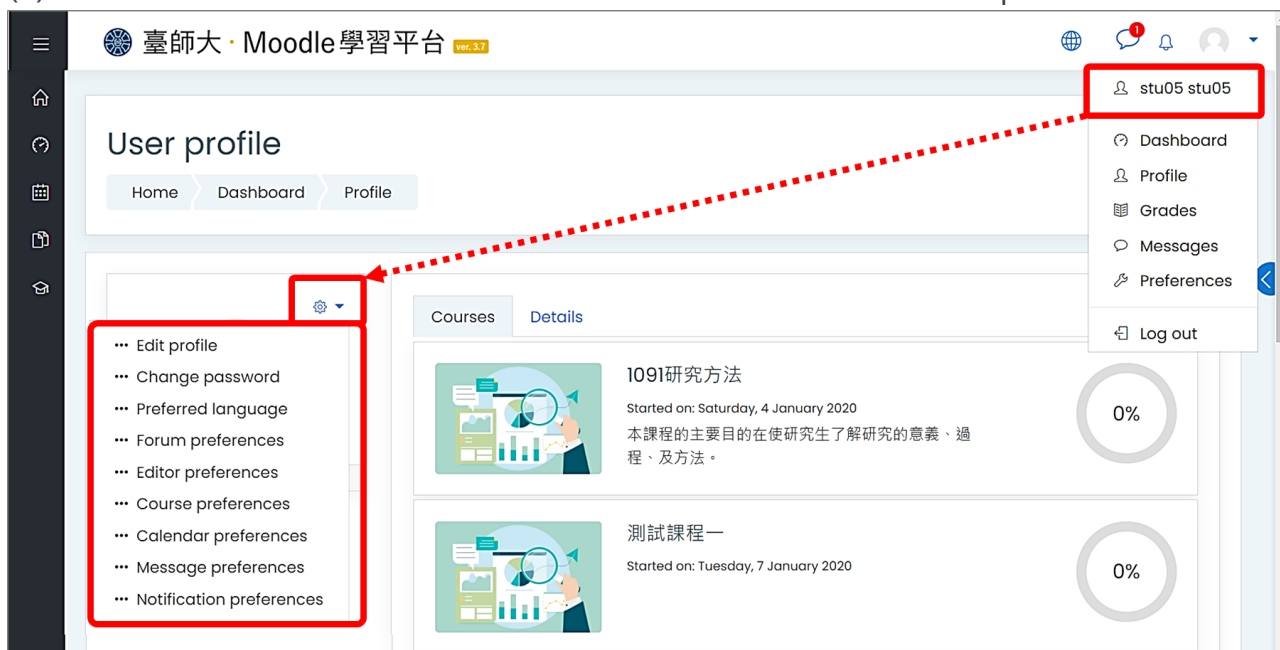 臺師大·Moodle學習平台 ver. 3.7
1
stu05 stu05
Dashboard
Profile
Grades
Messages
Preferences
Log out
User profile
Home
Dashboard
Profile
Edit profile
Change password
Preferred language
Forum preferences
Editor preferences
Course preferences
Calendar preferences
Message preferences
Notification preferences
Courses
Details
1091研究方法
Started on: Saturday, 4 January 2020
本課程的主要目的在使研究生了解研究的意義、過
程、及方法。
0%
測試課程一
Started on: Tuesday, 7 January 2020
0%